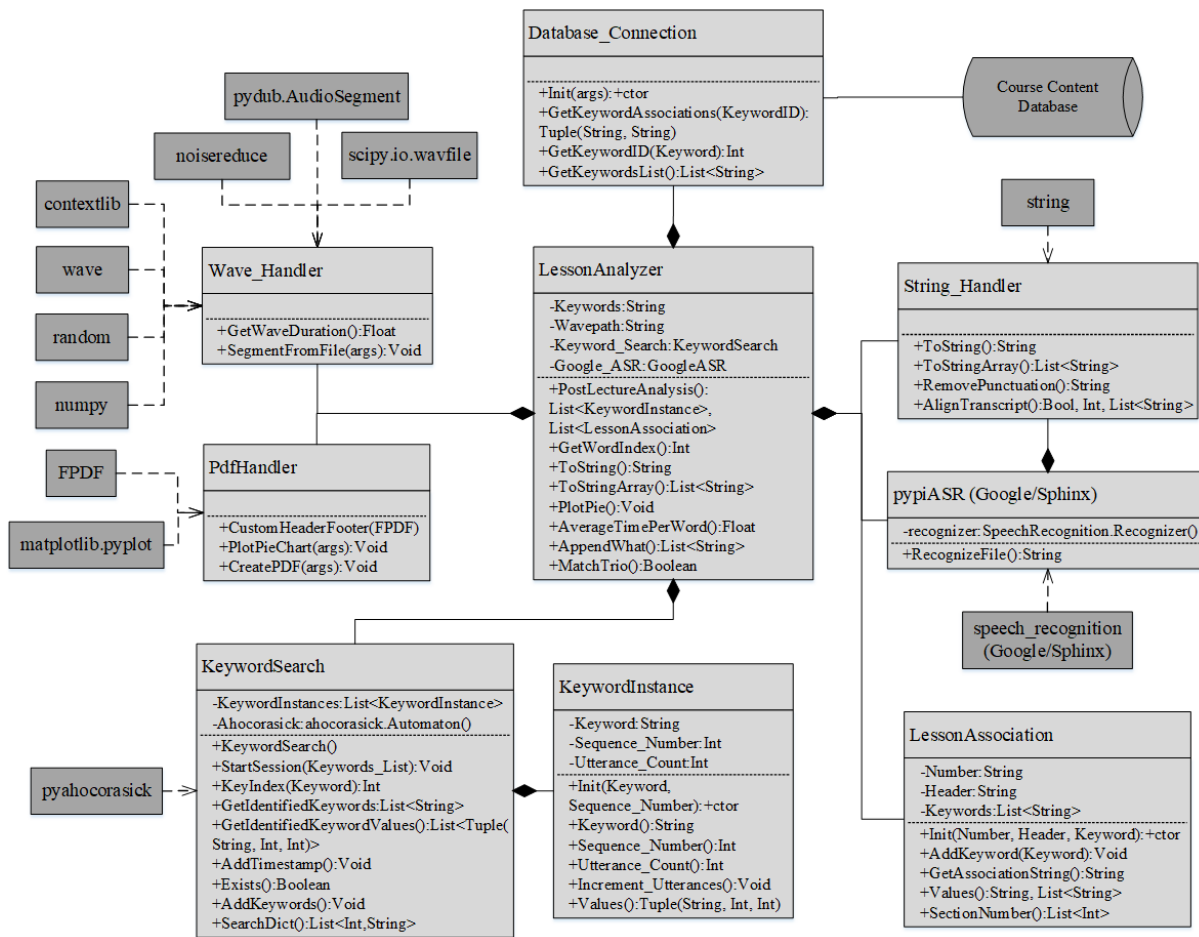 Database_Connection
+Init(args):+ctor
+GetKeywordAssociations(KeywordID):
Tuple(String, String)
+GetKeywordID(Keyword):Int
+GetKeywordsList():List<String>
Course Content
Database
pydub.AudioSegment
noisereduce
scipy.io.wavfile
contextlib
wave
random
numpy
Wave_Handler
+GetWaveDuration():Float
+SegmentFromFile(args):Void
LessonAnalyzer
-Keywords:String
-Wavepath:String
-Keyword_Search:KeywordSearch
-Google_ASR:GoogleASR
+PostLectureAnalysis():
List<KeywordInstance>,
List<LessonAssociation>
+GetWordIndex():Int
+ToString():String
+ToStringArray():List<String>
+PlotPie():Void
+AverageTimePerWord():Float
+AppendWhat():List<String>
+MatchTrio():Boolean
string
String_Handler
+ToString():String
+ToStringArray():List<String>
+RemovePunctuation():String
+AlignTranscript():Bool, Int, List<String>
FPDF
matplotlib.pyplot
PdfHandler
+CustomHeaderFooter(FPDF)
+PlotPieChart(args):Void
+CreatePDF(args):Void
pypiASR (Google/Sphinx)
-recognizer:SpeechRecognition.Recognizer()
+RecognizeFile():String
speech_recognition
(Google/Sphinx)
pyahocorasick
KeywordSearch
-KeywordInstances:List<KeywordInstance>
-Ahocorasick:ahocorasick.Automaton()
+KeywordSearch()
+StartSession(Keywords_List):Void
+KeyIndex(Keyword):Int
+GetIdentifiedKeywords:List<String>
+GetIdentifiedKeywordValues():List<Tuple(
String, Int, Int)>
+AddTimestamp():Void
+Exists():Boolean
+AddKeywords():Void
+SearchDict():List<Int,String>
KeywordInstance
-Keyword:String
-Sequence_Number:Int
-Utterance_Count:Int
+Init(Keyword,
Sequence_Number):+ctor
+Keyword():String
+Sequence_Number():Int
+Utterance_Count():Int
+Increment_Utterances():Void
+Values():Tuple(String, Int, Int)
LessonAssociation
-Number:String
-Header:String
-Keywords:List<String>
+Init(Number, Header, Keyword):+ctor
+AddKeyword(Keyword):Void
+GetAssociationString():String
+Values():String, List<String>
+SectionNumber():List<Int>